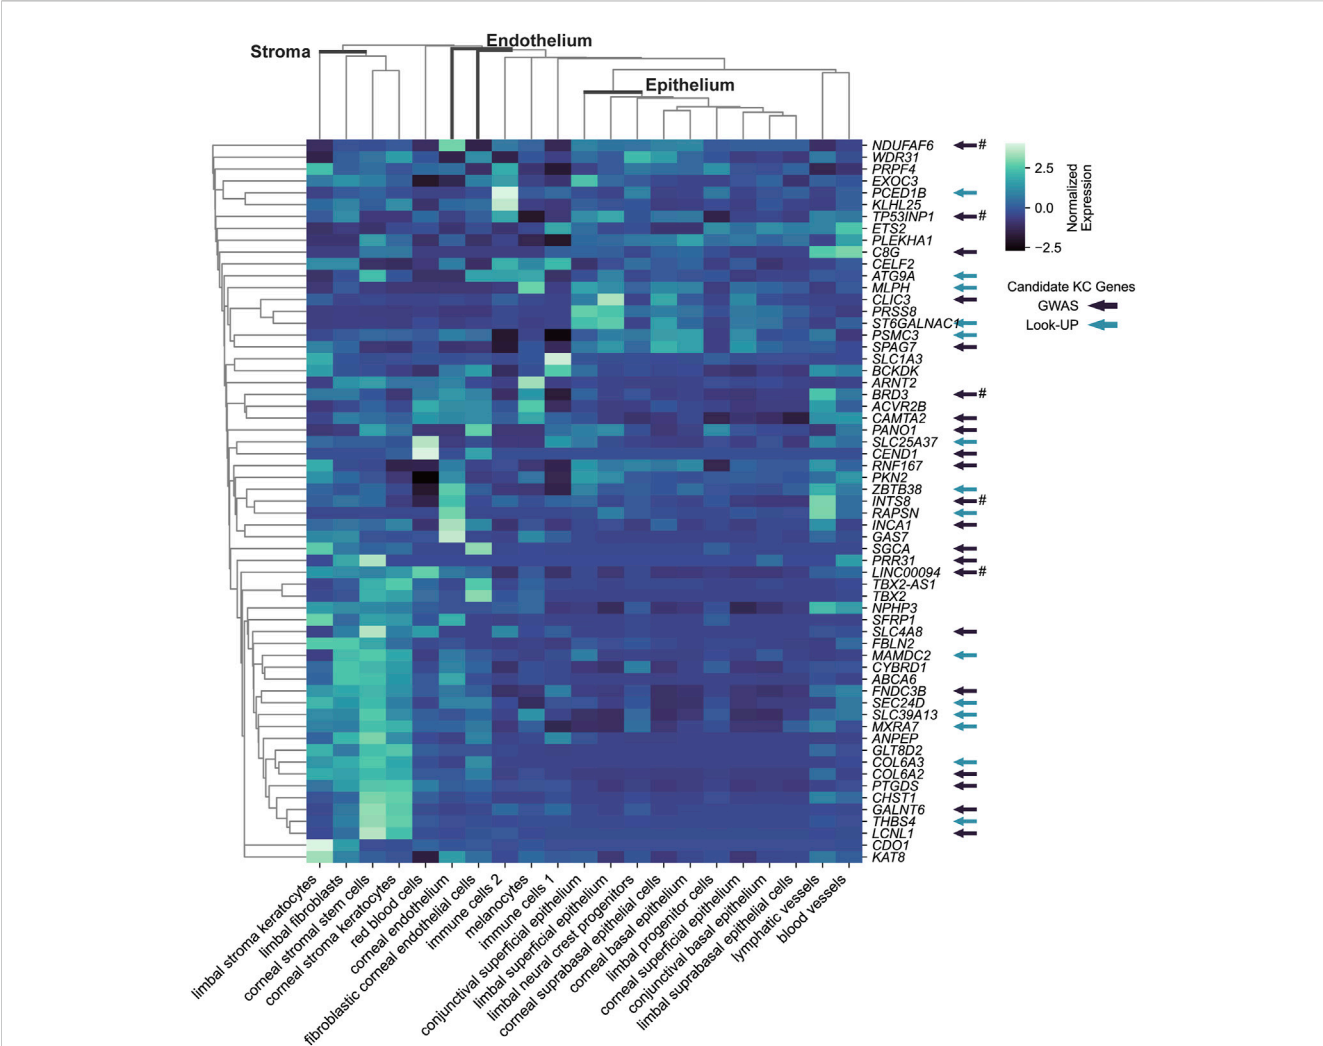 Stroma
Endothelium
Epithelium
NDUFAF6 #
WDR31
PRPF4
EXOC3
PCED1B
KLHL25
TP53INP1 #
ETS2
PLEKHA1
C8G
CELF2
ATG9A
MLPH
CLIC3
PRSS8
ST6GALNAC1
PSMC3
SPAG7
SLC1A3
BCKDK
ARNT2
BRD3 #
ACVR2B
CAMTA2
PANO1
SLC25A37
CEND1
RNF167
PKN2
ZBTB38
INTS8 #
RAPSN
INCA1
GAS7
SGCA
PRR31
LINC00094 #
TBX2-AS1
TBX2
NPHP3
SFRP1
SLC4A8
FBLN2
MAMDC2
CYBRD1
ABCA6
FNDC3B
SEC24D
SLC39A13
MXRA7
ANPEP
GLT8D2
COL6A3
COL6A2
PTGDS
CHST1
GALNT6
THBS4
LCNL1
CDO1
KAT8
2.5
0.0
−2.5
Normalized
Expression
Candidate KC Genes
GWAS
Look-UP
limbal stroma keratocytes
limbal fibroblasts
corneal stromal stem cells
corneal stroma keratocytes
red blood cells
corneal endothelium
fibroblastic corneal endothelial cells
immune cells 2
melanocytes
immune cells 1
conjunctival superficial epithelium
limbal superficial epithelium
limbal neural crest progenitors
corneal suprabasal epithelial cells
corneal basal epithelium
limbal progenitor cells
corneal superficial epithelium
conjunctival basal epithelium
limbal suprabasal epithelial cells
lymphatic vessels
blood vessels